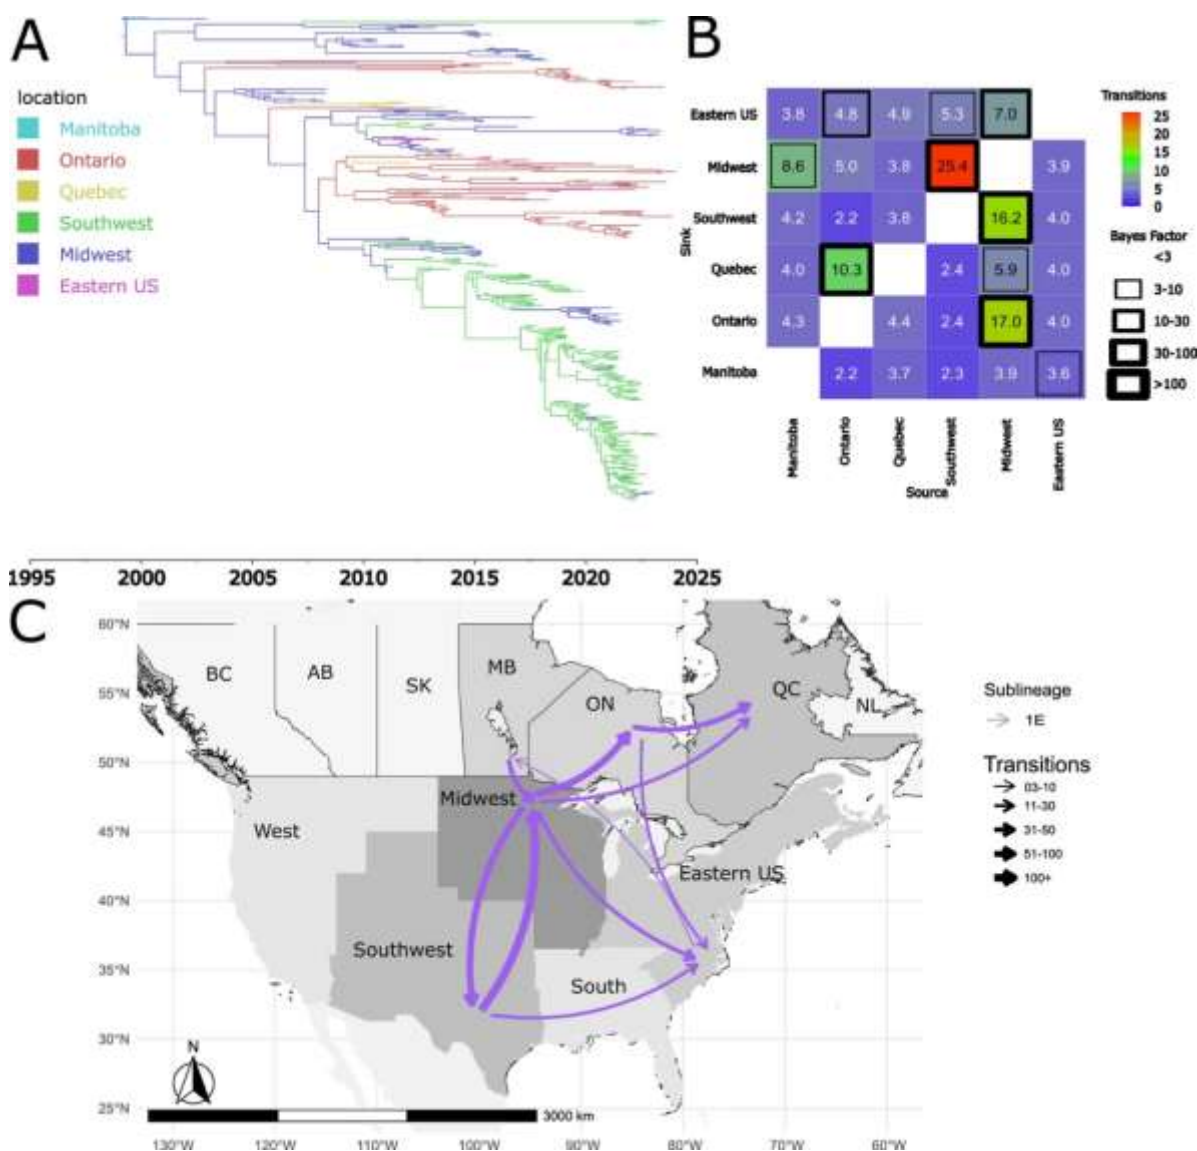 A
location
Manitoba
Ontario
Quebec
Southwest
Midwest
Eastern US
B
Eastern US 3.8 4.8 4.9 5.3 7.0
Midwest 8.6 5.0 3.8 25.4 3.9
Southwest 4.2 2.2 3.8 16.2 4.0
Quebec 4.0 10.3 2.4 5.9 4.0
Ontario 4.3 4.4 2.4 17.0 4.0
Manitoba 2.2 3.7 2.3 3.9 3.6
Sink
Manitoba Ontario Quebec Southwest Midwest Eastern US
Source
Transitions
25
20
15
10
5
0
Bayes Factor
<3
3-10
10-30
30-100
>100
1995 2000 2005 2010 2015 2020 2025
C
60°N
55°N
50°N
45°N
40°N
35°N
30°N
25°N
BC AB SK MB ON QC NL
Midwest
West
Eastern US
Southwest
South
N
3000 km
130°W 120°W 110°W 100°W 90°W 80°W 70°W 60°W
Sublineage
1E
Transitions
03-10
11-30
31-50
51-100
100+